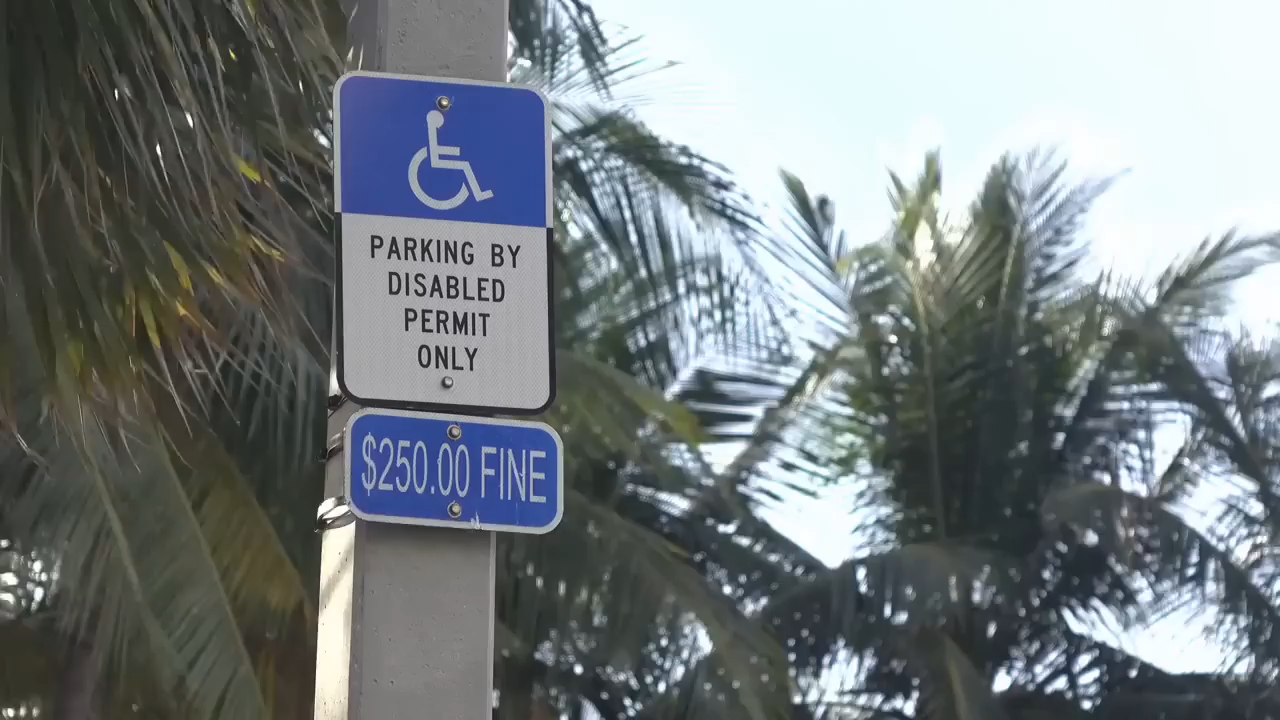 PARKING BY
DISABLED
PERMIT
ONLY
$250.00 FINE